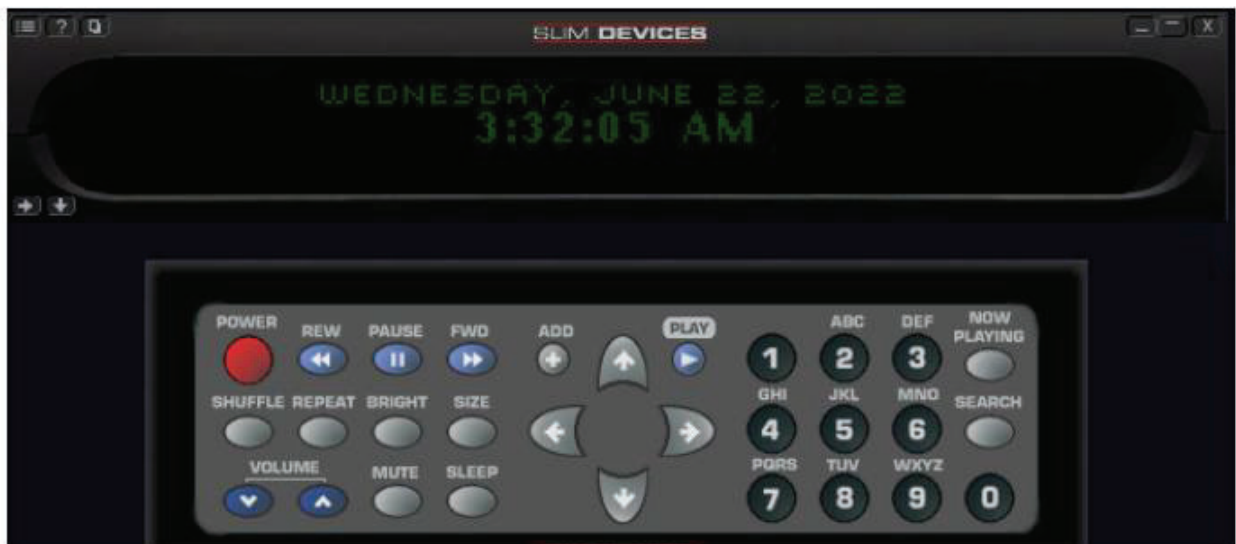 ?
SLIM DEVICES
X
WEDNESDAY, JUNE 22, 2022
3:32:05 AM
POWER REW PAUSE FWD ADD PLAY
ABC DEF NOW PLAYING
1 2 3
SHUFFLE REPEAT BRIGHT SIZE
GHI JKL MNO SEARCH
4 5 6
VOLUME MUTE SLEEP
PQRS TUV WXYZ
7 8 9 0